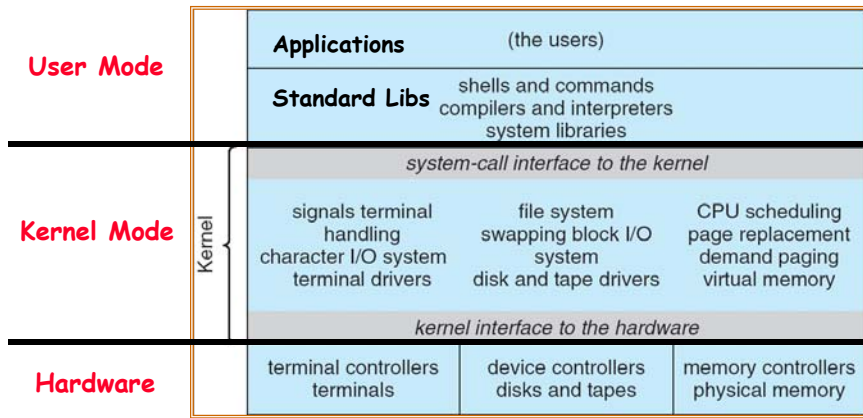 User Mode
Applications
(the users)
Standard Libs
shells and commands
compilers and interpreters
system libraries
Kernel Mode
Kernel
system-call interface to the kernel
signals terminal
handling
character I/O system
terminal drivers
file system
swapping block I/O
system
disk and tape drivers
CPU scheduling
page replacement
demand paging
virtual memory
kernel interface to the hardware
Hardware
terminal controllers
terminals
device controllers
disks and tapes
memory controllers
physical memory